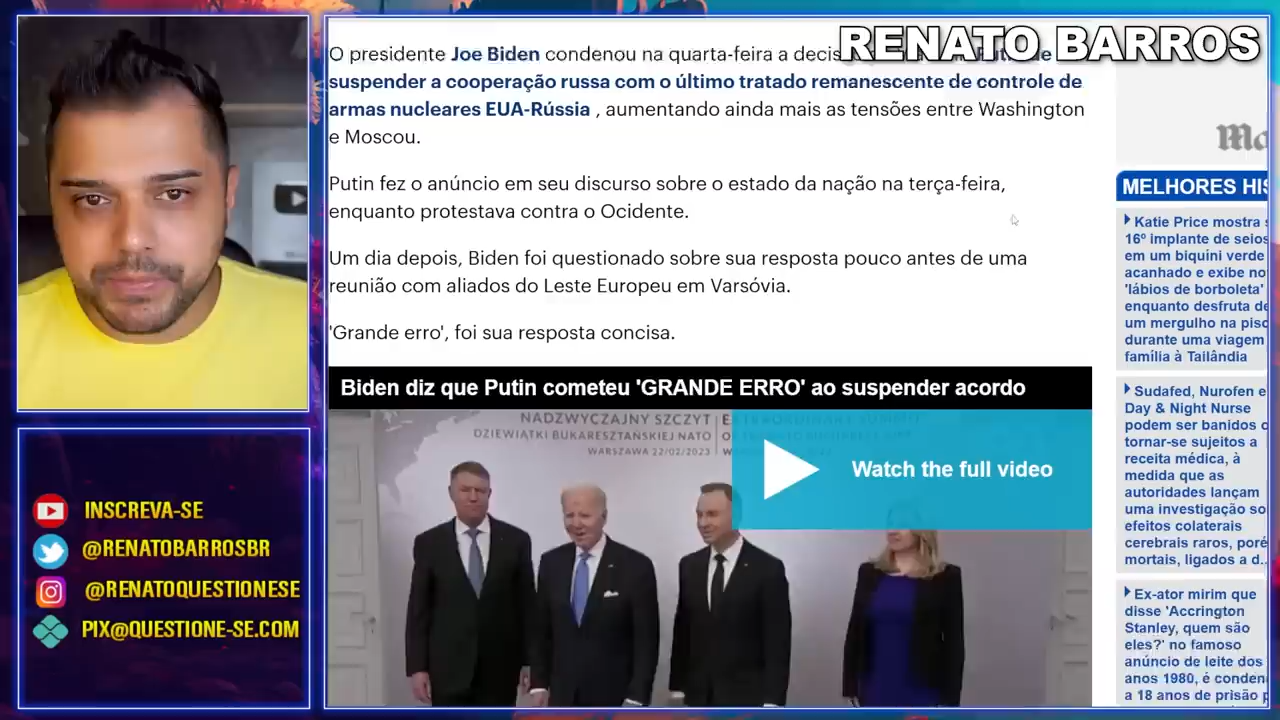 RENATO BARROS
O presidente Joe Biden condenou na quarta-feira a
suspender a cooperação russa com o último tratado remanescente de controle de
armas nucleares EUA-Rússia , aumentando ainda mais as tensões entre Washington
e Moscou.
Putin fez o anúncio em seu discurso sobre o estado da nação na terça-feira,
enquanto protestava contra o Ocidente.
Um dia depois, Biden foi questionado sobre sua resposta pouco antes de uma
reunião com aliados do Leste Europeu em Varsóvia.
'Grande erro', foi sua resposta concisa.
Biden diz que Putin cometeu 'GRANDE ERRO' ao suspender acordo
NADZWYCZAJNY SZCZYT
DZIEWIĄTKI BUKARESZTAŃSKIEJ NATO
WARSZAWA 22/02/2023
Watch the full video
MELHORES HIS
Katie Price mostra s
16º implante de seios
em um biquíni verde
acanhado e exibe no
'lábios de borboleta'
enquanto desfruta de
um mergulho na pisc
durante uma viagem
família à Tailândia
Sudafed, Nurofen e
Day & Night Nurse
podem ser banidos o
tornar-se sujeitos a
receita médica, à
medida que as
autoridades lançam
uma investigação so
efeitos colaterais
cerebrais raros, poré
mortais, ligados a d...
Ex-ator mirim que
disse 'Accrington
Stanley, quem são
eles?' no famoso
anúncio de leite dos
anos 1980, é conden
a 18 anos de prisão p
INSCREVA-SE
@RENATOBARROSBR
@RENATOQUESTIONESE
PIX@QUESTIONE-SE.COM